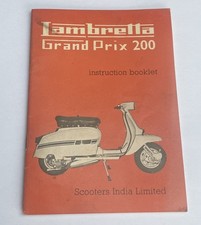 Lambretta
Grand Prix 200
instruction booklet
Scooters India Limited